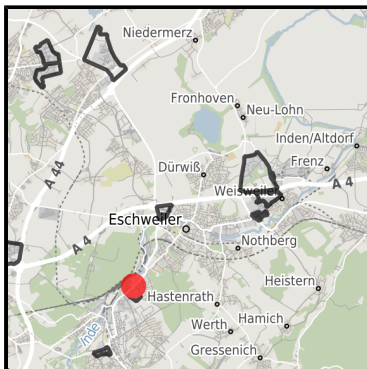 Niedermerz
Fronhoven
Neu-Lohn
Inden/Altdorf
Dürwiß
Frenz
A 44
A 4
Weisweiler
Eschweiler
A 4
Nothberg
Heistern
Hastenrath
Inde
Werth
Hamich
Gressenich